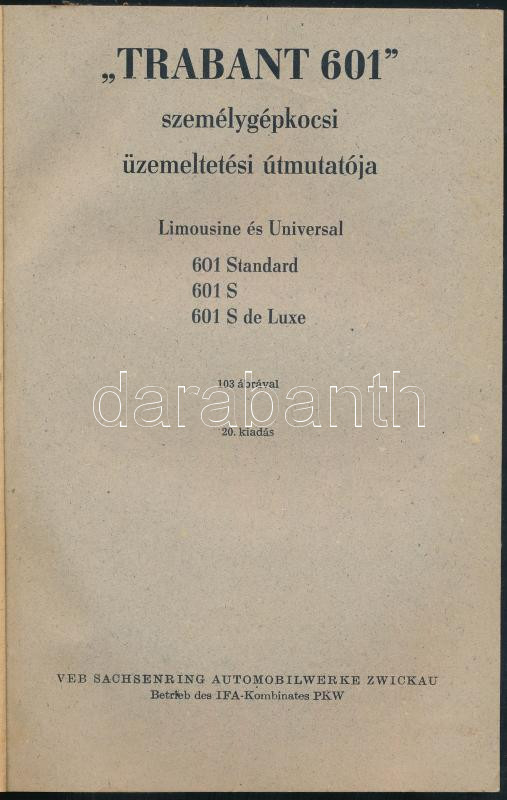 „TRABANT 601”
személygépkocsi
üzemeltetési útmutatója
Limousine és Universal
601 Standard
601 S
601 S de Luxe
103 ábrával
darabanth
20. kiadás
VEB SACHSENRING AUTOMOBILWERKE ZWICKAU
Betrieb des IFA-Kombinates PKW